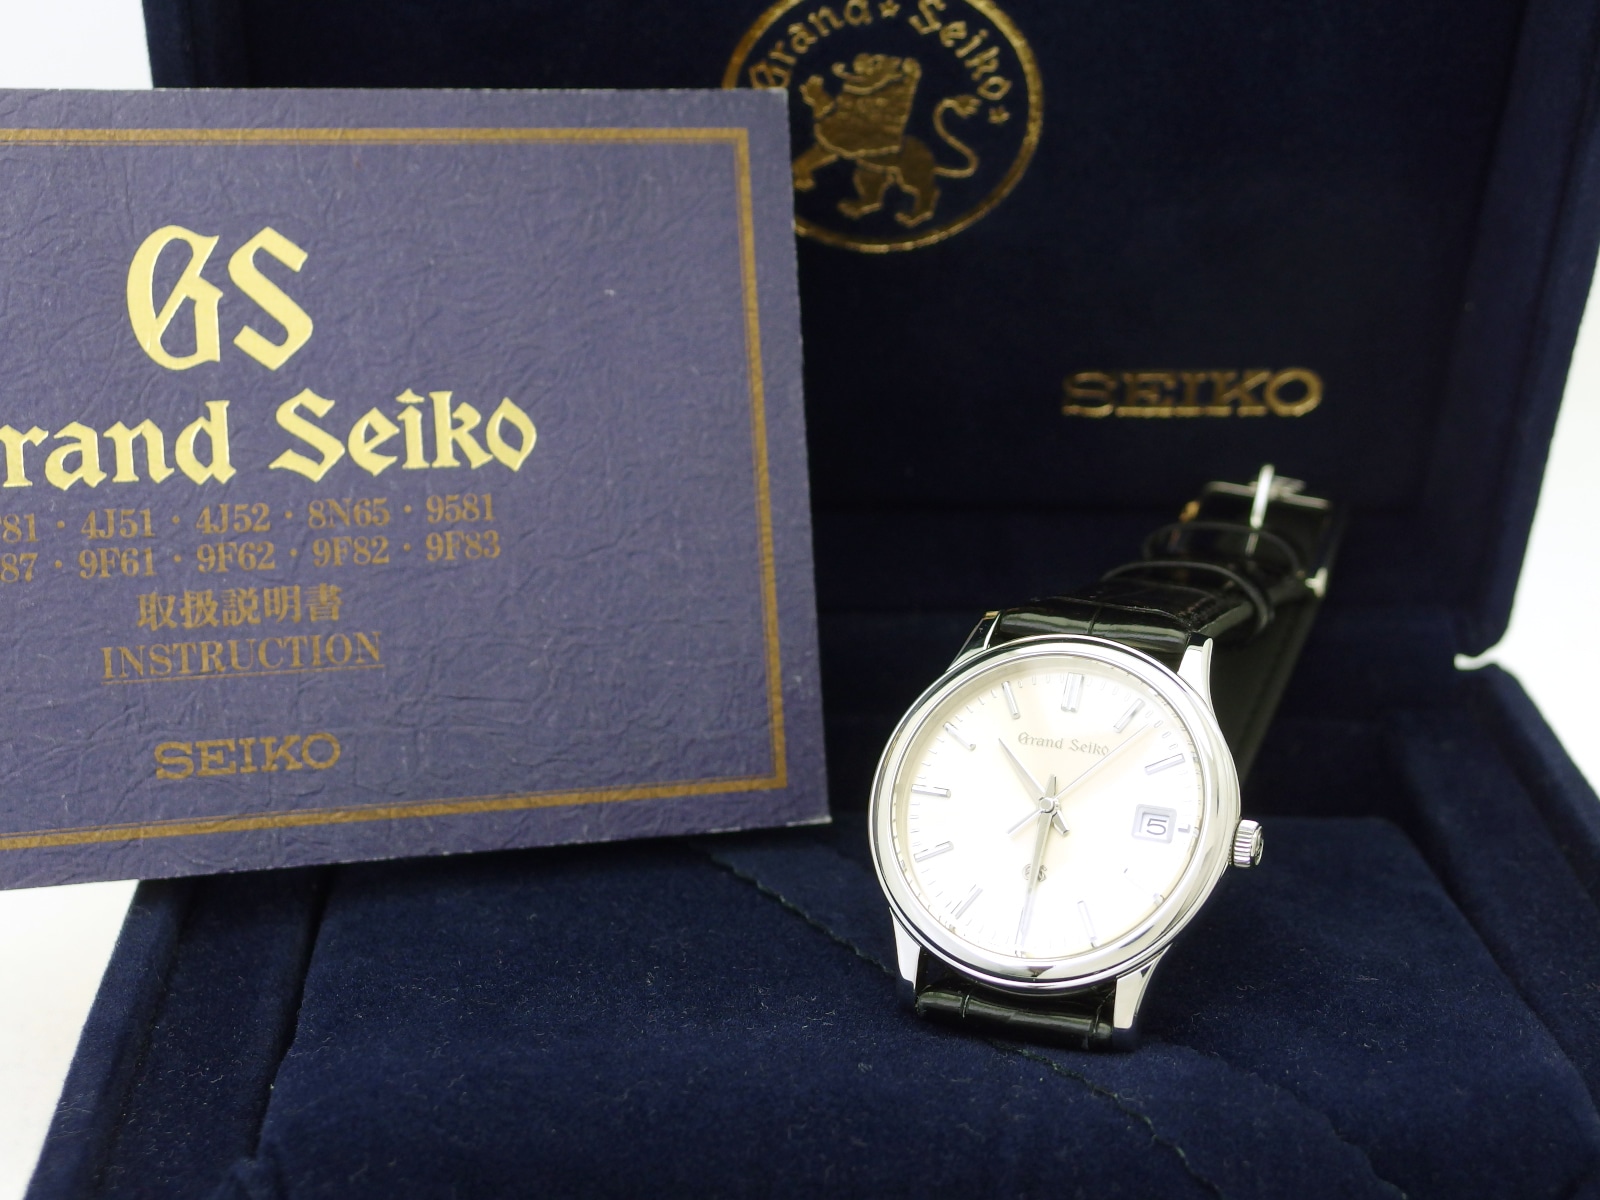 Grand ★ Seiko ★
SEIKO
GS
rand Seiko
81 · 4J51 · 4J52 · 8N65 · 9581
87 · 9F61 · 9F62 · 9F82 · 9F83
取扱説明書
INSTRUCTION
SEIKO
Grand Seiko
5
GS